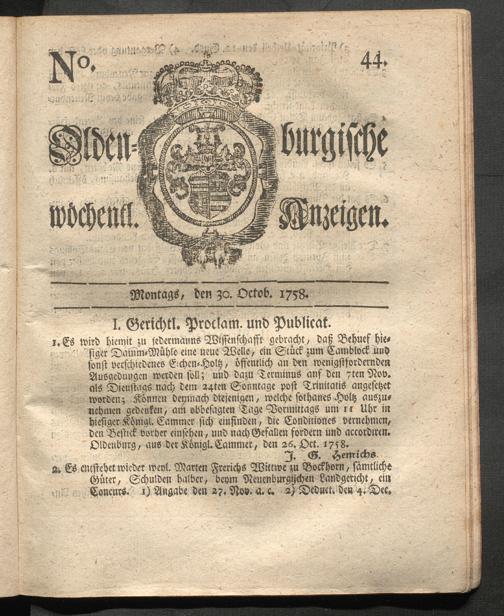 No. 44.
Olden= burgische
wöchentl. Anzeigen.
Montags, den 30. Octob. 1758.
I. Gerichtl. Proclam. und Publicat.
1. Es wird hiemit zu jedermanns Wissenschafft gebracht, daß Behuf hie-
siger Damm-Mühle eine neue Welle, ein Stück zum Camblock und
sonst verschiedenes Eichen-Holtz, öffentlich an den wenigstfordernden
Ausgedungen werden soll; und dazu Terminus auf den 7ten Nov.
als Dienstags nach dem 24ten Sonntage post Trinitatis angesetzet
worden; Können demnach diejenigen, welche sothanes Holtz auszu-
nehmen gedenken, am obbesagten Tage Vormittags um 11 Uhr in
hiesiger Königl. Cammer sich einfinden, die Conditiones vernehmen,
den Bestick vorher einsehen, und nach Gefallen fordern und accordiren.
Oldenburg, aus der Königl. Cammer, den 26. Oct. 1758.
J. G. Henrichs.
2. Es entstehet wieder weyl. Marten Frerichs Wittwe zu Bockhorn, sämtliche
Güter, Schulden halber, beym Neuenburgischen Landgericht, ein
Concurs. 1) Angabe den 27. Nov. a. c. 2) Deduct. den 4. Dec.